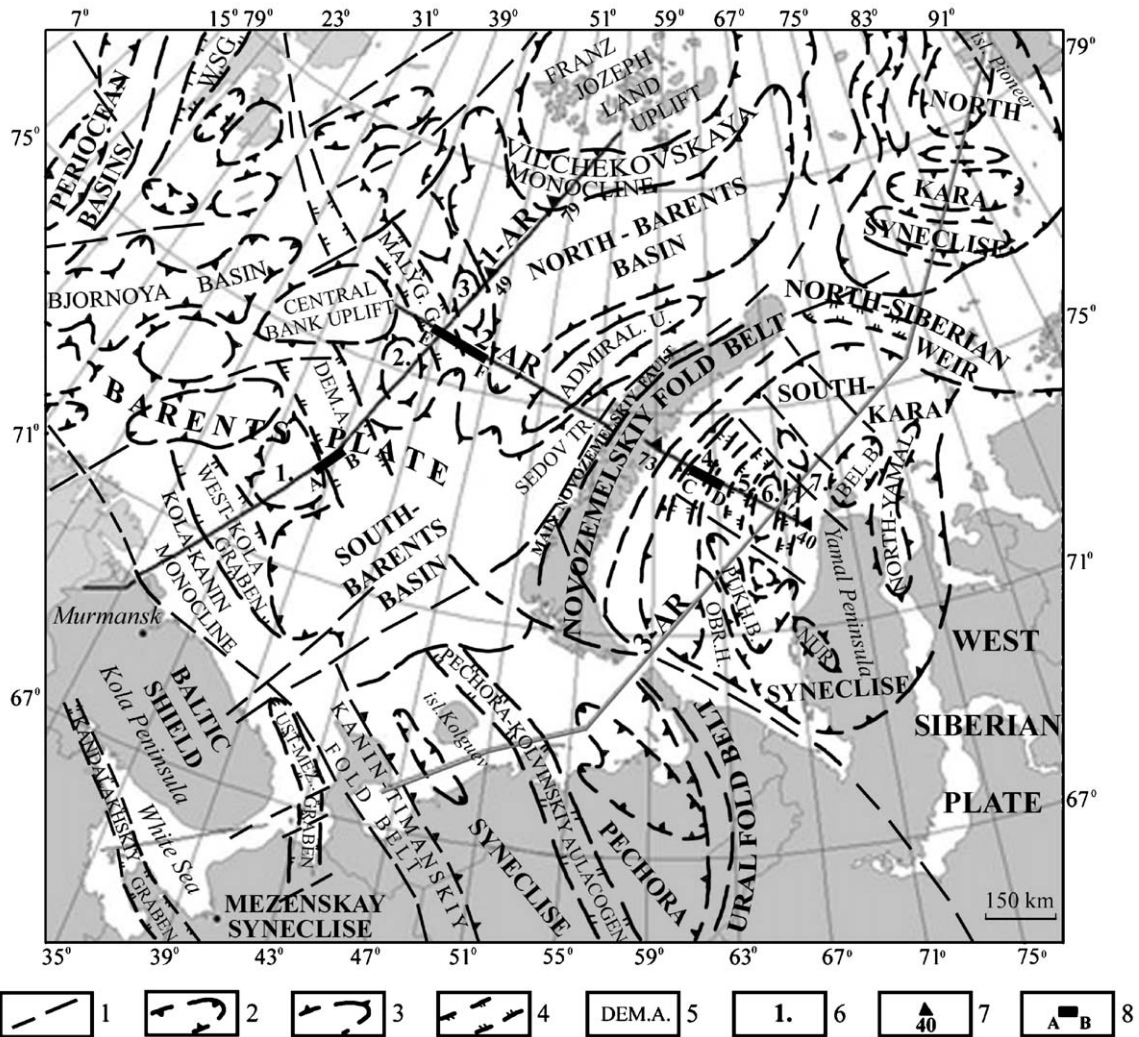 7° 15° 79° 23° 31° 39° 51° 59° 67° 75° 83° 91°
79°
75°
71°
67°
75°
71°
67°
35° 39° 43° 47° 51° 55° 59° 63° 67° 71° 75°
PERIOCEAN
BASINS
W.S.G.
FRANZ
JOZEPH
LAND
UPLIFT
isl. Pioneer
NORTH
KARA
SYNECLISE
VILCHEKOVSKAYA
MONOCLINE
NORTH - BARENTS
BASIN
1-AR
79
49
3.
MALYG. G.
BJORNOYA BASIN
CENTRAL
BANK UPLIFT
E
F
2-AR
2.
ADMIRAL. U.
SEDOV TR.
MAIN NOVOZEMELSKIY FAULT
NOVOZEMELSKIY FOLD BELT
NORTH-SIBERIAN
WEIR
SOUTH-
KARA
SYNECLISE
BARENTS PLATE
DEM.A.
1.
A
B
WEST-KOLA
GRABEN
KOLA-KANIN
MONOCLINE
SOUTH-
BARENTS
BASIN
73
4.
C
D
5.
6.
7.
40
BEL.B.
NORTH-YAMAL
Yamal Peninsula
PUKH.B.
OBR.H.
NUR.
3-AR
Murmansk
BALTIC
SHIELD
Kola Peninsula
KANDALAKHSKIY
GRABEN
White Sea
UST-MEZ. GRABEN
MEZENSKAY
SYNECLISE
KANIN-TIMANSKIY
FOLD BELT
isl.Kolguev
PECHORA-KOLVINSKIY AULACOGEN
SYNECLISE
PECHORA
URAL FOLD BELT
WEST
SIBERIAN
PLATE
150 km
1
2
3
4
DEM.A. 5
1. 6
40 7
A B 8